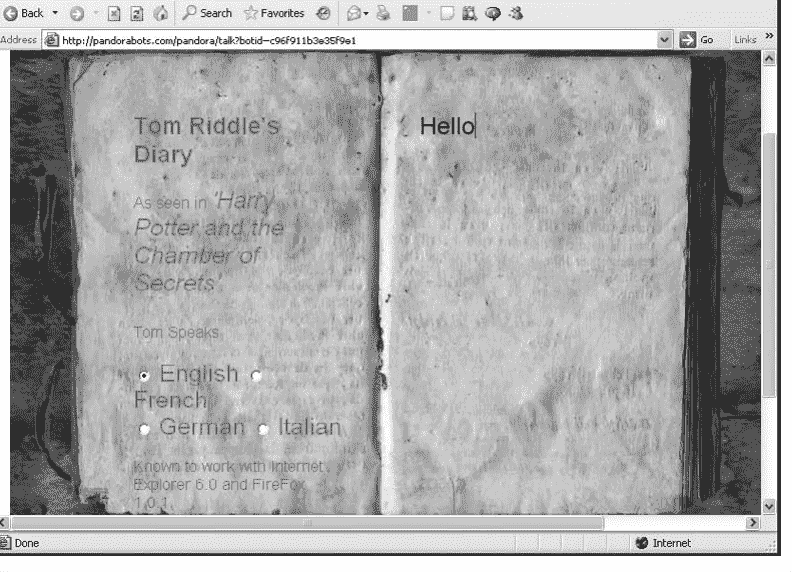 Back Search Favorites
Address http://pandorabots.com/pandora/talk?botid=c96f911b3e35f9e1 Go Links »
Tom Riddle's
Diary
As seen in 'Harry
Potter and the
Chamber of
Secrets'
Tom Speaks
English
French
German Italian
Known to work with Internet
Explorer 6.0 and FireFox
1.0.1
Hello
Done Internet